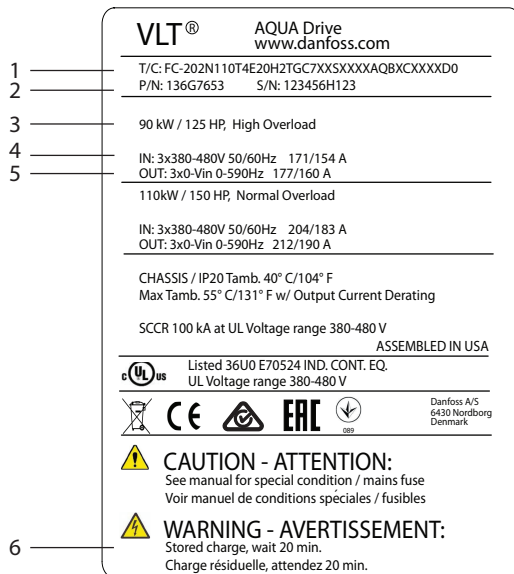 VLT® AQUA Drive
www.danfoss.com
1 T/C: FC-202N110T4E20H2TGC7XXSXXXXAQBXCXXXXD0
2 P/N: 136G7653 S/N: 123456H123
3 90 kW / 125 HP, High Overload
4 IN: 3x380-480V 50/60Hz 171/154 A
5 OUT: 3x0-Vin 0-590Hz 177/160 A
110kW / 150 HP, Normal Overload
IN: 3x380-480V 50/60Hz 204/183 A
OUT: 3x0-Vin 0-590Hz 212/190 A
CHASSIS / IP20 Tamb. 40° C/104° F
Max Tamb. 55° C/131° F w/ Output Current Derating
SCCR 100 kA at UL Voltage range 380-480 V
ASSEMBLED IN USA
c UL us Listed 36U0 E70524 IND. CONT. EQ.
UL Voltage range 380-480 V
CE EAC 089
Danfoss A/S
6430 Nordborg
Denmark
CAUTION - ATTENTION:
See manual for special condition / mains fuse
Voir manuel de conditions spéciales / fusibles
WARNING - AVERTISSEMENT:
6 Stored charge, wait 20 min.
Charge résiduelle, attendez 20 min.